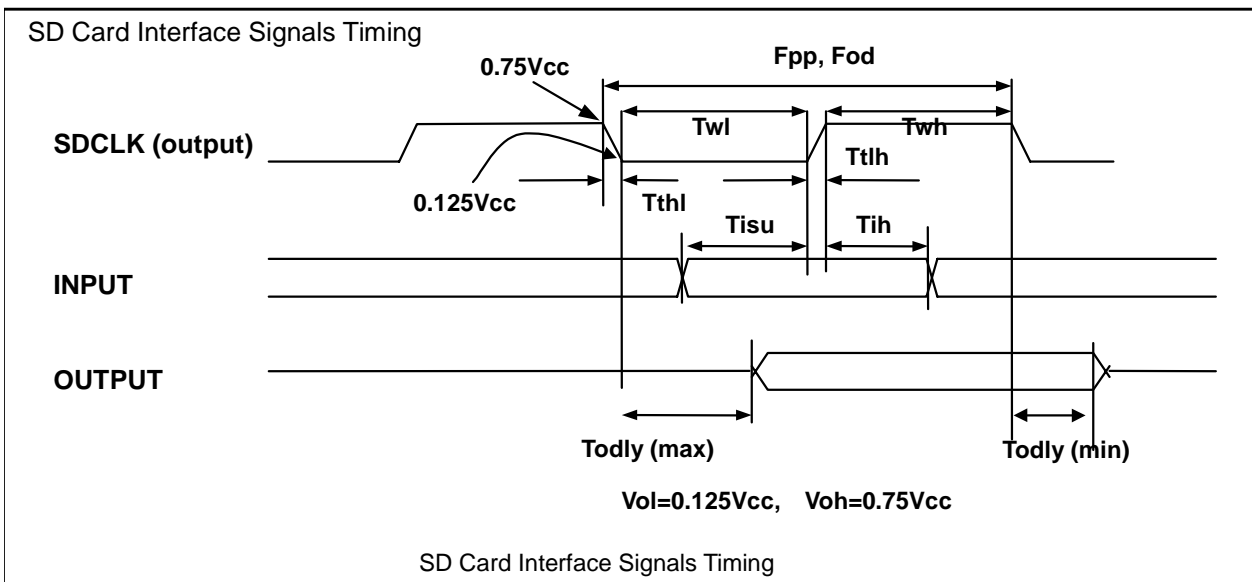 SD Card Interface Signals Timing
Fpp, Fod
0.75Vcc
Twl
Twh
SDCLK (output)
Ttlh
0.125Vcc
Tthl
Tisu
Tih
INPUT
OUTPUT
Todly (max)
Todly (min)
Vol=0.125Vcc, Voh=0.75Vcc
SD Card Interface Signals Timing